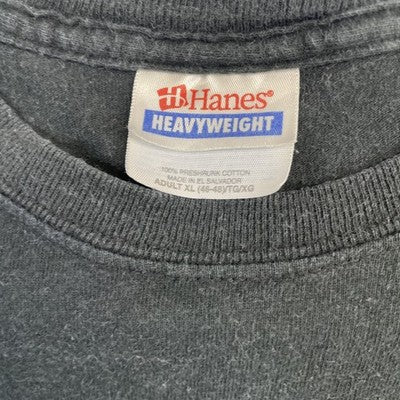 Hanes®
HEAVYWEIGHT
100% PRESHRUNK COTTON
MADE IN EL SALVADOR
ADULT XL (46-48)/TG/XG